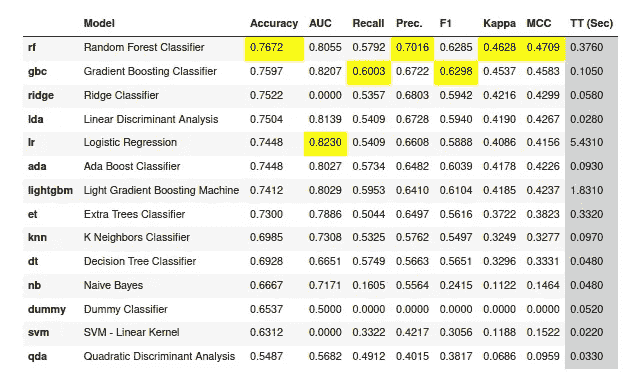 Model Accuracy AUC Recall Prec. F1 Kappa MCC TT (Sec)
rf Random Forest Classifier 0.7672 0.8055 0.5792 0.7016 0.6285 0.4628 0.4709 0.3760
gbc Gradient Boosting Classifier 0.7597 0.8207 0.6003 0.6722 0.6298 0.4537 0.4583 0.1050
ridge Ridge Classifier 0.7522 0.0000 0.5357 0.6803 0.5942 0.4216 0.4299 0.0580
lda Linear Discriminant Analysis 0.7504 0.8139 0.5409 0.6728 0.5940 0.4190 0.4267 0.0280
lr Logistic Regression 0.7448 0.8230 0.5409 0.6608 0.5888 0.4086 0.4156 5.4310
ada Ada Boost Classifier 0.7448 0.8027 0.5734 0.6482 0.6039 0.4178 0.4226 0.0930
lightgbm Light Gradient Boosting Machine 0.7412 0.8029 0.5953 0.6410 0.6104 0.4185 0.4237 1.8310
et Extra Trees Classifier 0.7300 0.7886 0.5044 0.6497 0.5616 0.3722 0.3823 0.3320
knn K Neighbors Classifier 0.6985 0.7308 0.5325 0.5762 0.5497 0.3249 0.3277 0.0970
dt Decision Tree Classifier 0.6928 0.6651 0.5749 0.5663 0.5651 0.3296 0.3331 0.0480
nb Naive Bayes 0.6667 0.7171 0.1605 0.5564 0.2415 0.1122 0.1464 0.0480
dummy Dummy Classifier 0.6537 0.5000 0.0000 0.0000 0.0000 0.0000 0.0000 0.0520
svm SVM - Linear Kernel 0.6312 0.0000 0.3322 0.4217 0.3056 0.1188 0.1522 0.0220
qda Quadratic Discriminant Analysis 0.5487 0.5682 0.4912 0.4015 0.3817 0.0686 0.0959 0.0330